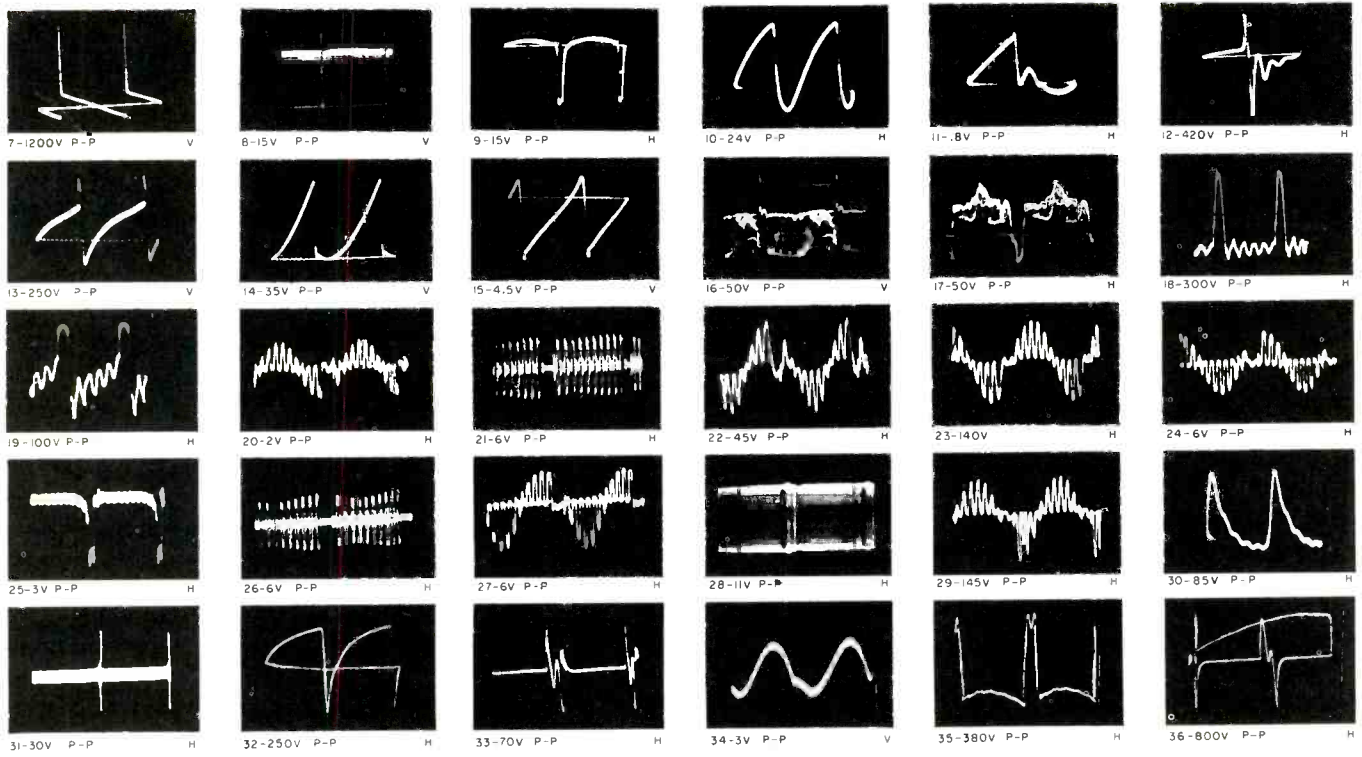 7-1200V P-P V
8-15V P-P V
9-15V P-P H
10-24V P-P H
11-.8V P-P H
12-420V P-P H
13-250V P-P V
14-35V P-P V
15-4.5V P-P V
16-50V P-P V
17-50V P-P H
18-300V P-P H
19-100V P-P H
20-2V P-P H
21-6V P-P H
22-45V P-P H
23-140V H
24-6V P-P H
25-3V P-P H
26-6V P-P H
27-6V P-P H
28-11V P-P H
29-145V P-P H
30-85V P-P H
31-30V P-P H
32-250V P-P H
33-70V P-P H
34-3V P-P V
35-380V P-P H
36-800V P-P H